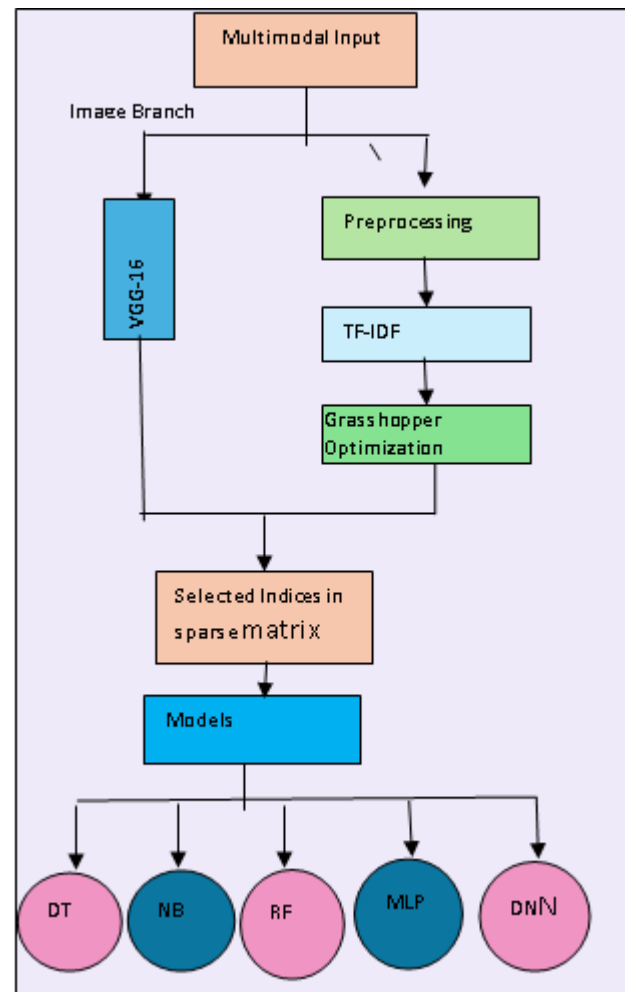 Multimodal Input
Image Branch
VGG-16
Preprocessing
TF-IDF
Grasshopper
Optimization
Selected Indices in
sparse matrix
Models
DT
NB
RF
MLP
DNN